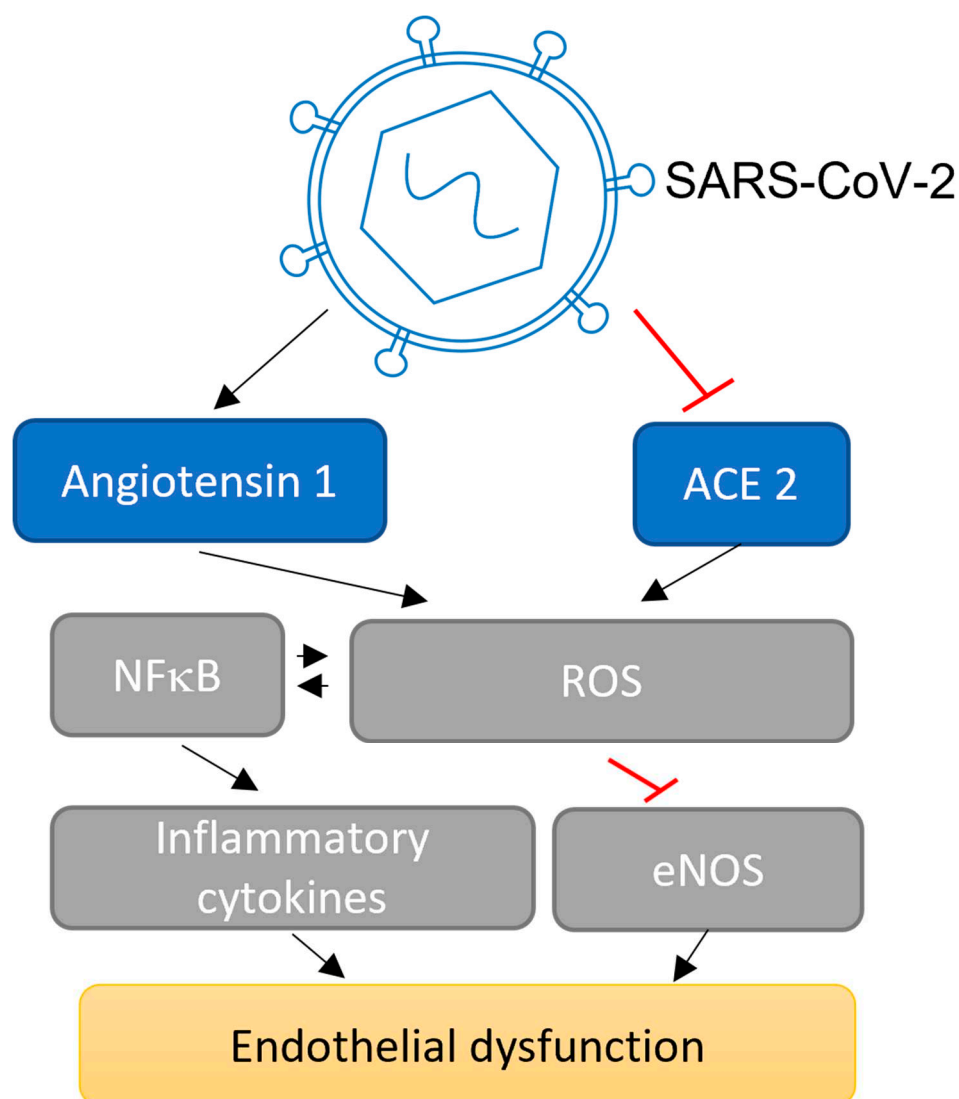 SARS-CoV-2
Angiotensin 1
ACE 2
NFκB
ROS
Inflammatory
cytokines
eNOS
Endothelial dysfunction